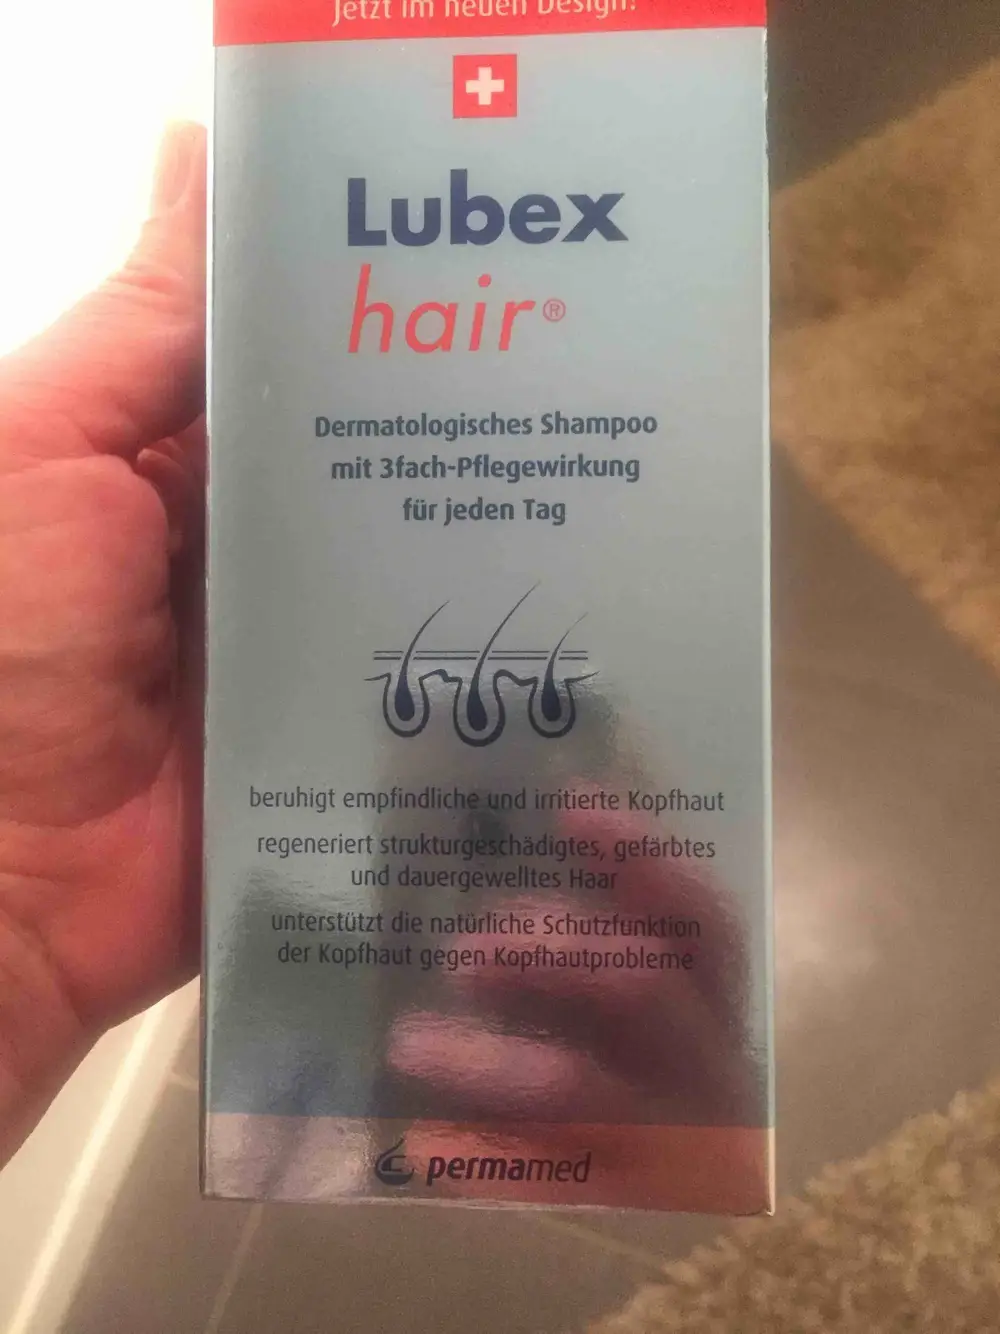 Jetzt im neuen Design!
Lubex
hair®
Dermatologisches Shampoo
mit 3fach-Pflegewirkung
für jeden Tag
beruhigt empfindliche und irritierte Kopfhaut
regeneriert strukturgeschädigtes, gefärbtes
und dauergewelltes Haar
unterstützt die natürliche Schutzfunktion
der Kopfhaut gegen Kopfhautprobleme
permamed